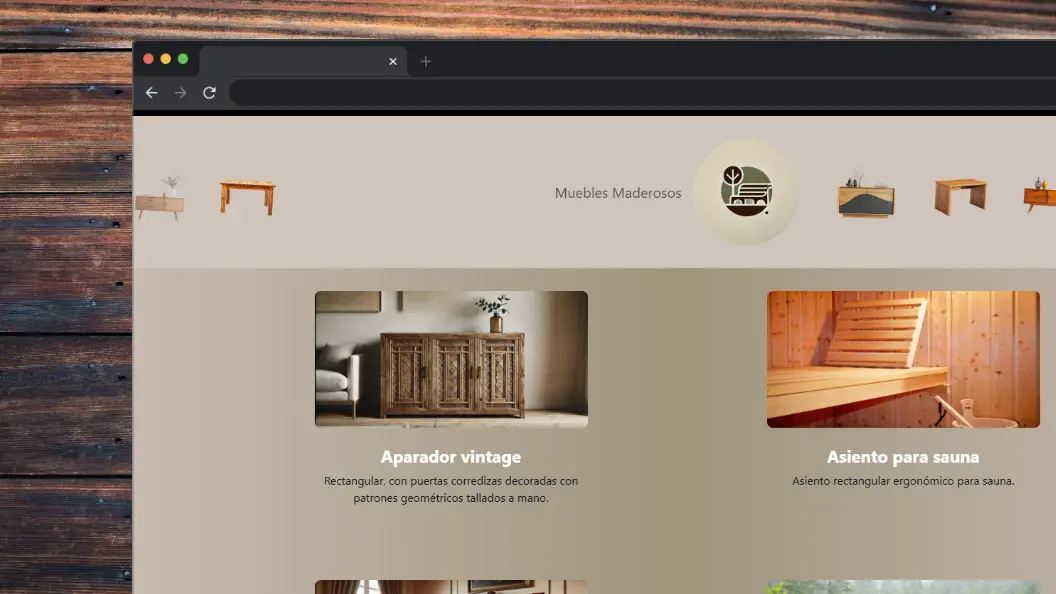 Muebles Maderosos
Aparador vintage
Rectangular, con puertas corredizas decoradas con
patrones geométricos tallados a mano.
Asiento para sauna
Asiento rectangular ergonómico para sauna.